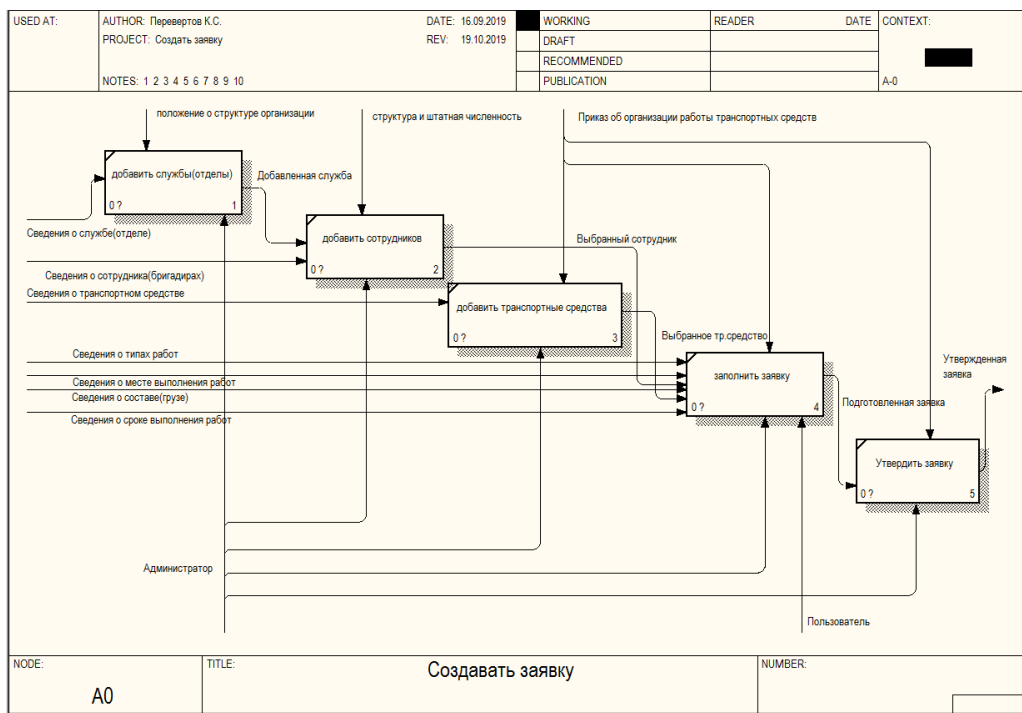 USED AT:
AUTHOR: Перевертов К.С.
DATE: 16.09.2019
WORKING
READER
DATE
CONTEXT:
PROJECT: Создать заявку
REV: 19.10.2019
DRAFT
RECOMMENDED
NOTES: 1 2 3 4 5 6 7 8 9 10
PUBLICATION
A-0
положение о структуре организации
структура и штатная численность
Приказ об организации работы транспортных средств
добавить службы(отделы)
0 ?
1
Добавленная служба
Сведения о службе(отделе)
добавить сотрудников
0 ?
2
Выбранный сотрудник
Сведения о сотрудника(бригадирах)
Сведения о транспортном средстве
добавить транспортные средства
0 ?
3
Выбранное тр.средство
Сведения о типах работ
Сведения о месте выполнения работ
Сведения о составе(грузе)
Сведения о сроке выполнения работ
заполнить заявку
0 ?
4
Утвержденная
заявка
Подготовленная заявка
Утвердить заявку
0 ?
5
Администратор
Пользователь
NODE:
TITLE:
NUMBER:
A0
Создавать заявку